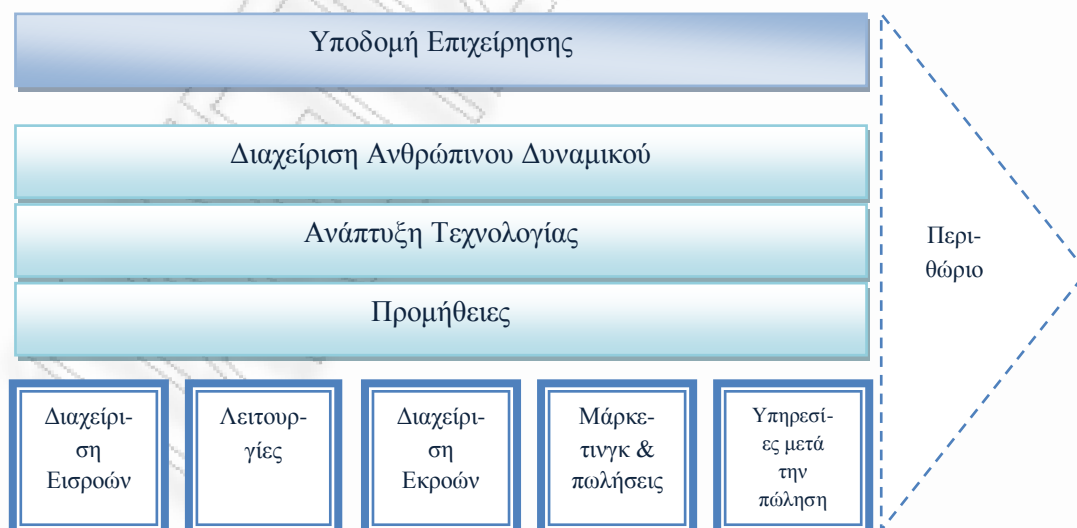 Υποδομή Επιχείρησης
Διαχείριση Ανθρώπινου Δυναμικού
Ανάπτυξη Τεχνολογίας
Προμήθειες
Περι-
θώριο
Διαχείρι-
ση
Εισροών
Λειτουρ-
γίες
Διαχείρι-
ση
Εκροών
Μάρκε-
τινγκ &
πωλήσεις
Υπηρεσί-
ες μετά
την
πώληση